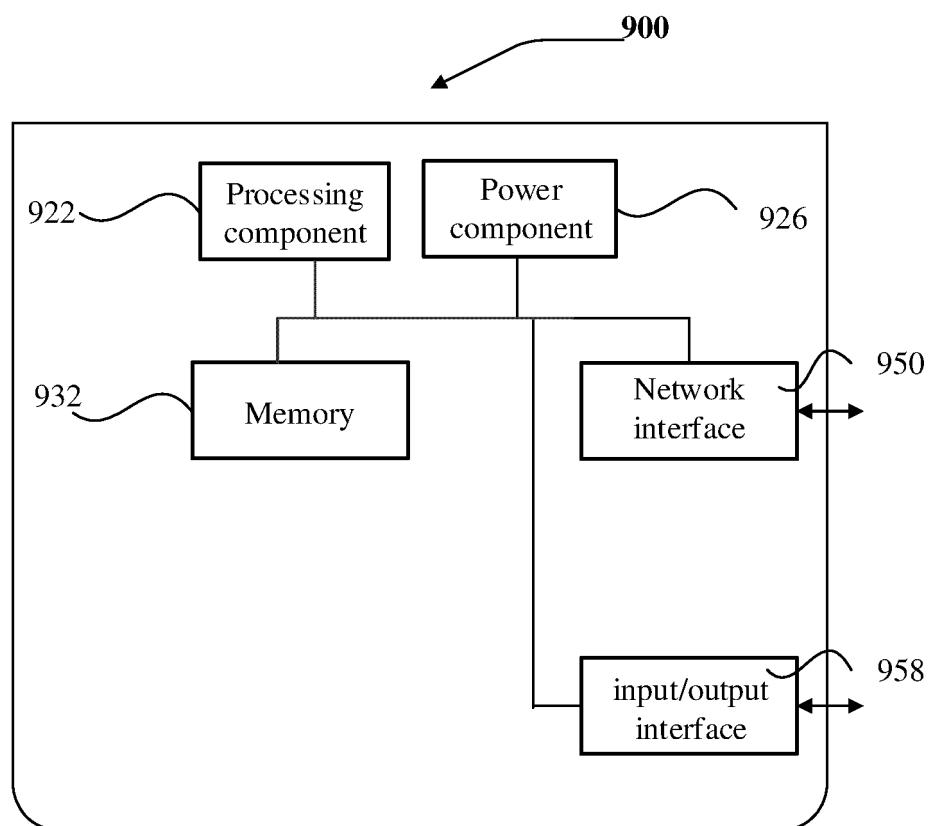 900
Processing
component
922
Power
component
926
Memory
932
Network
interface
950
input/output
interface
958